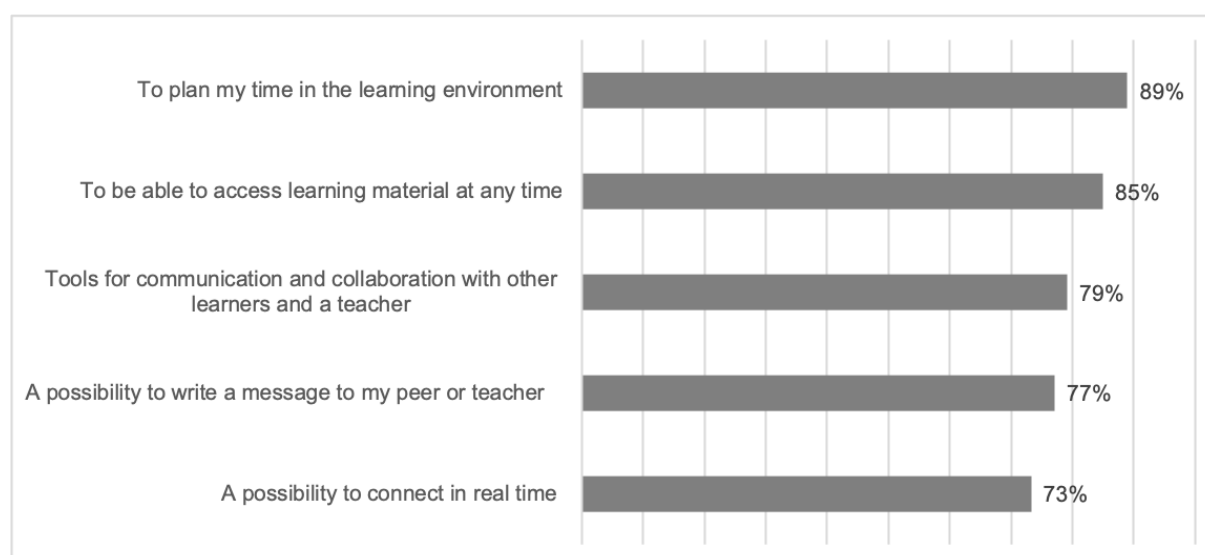 To plan my time in the learning environment
89%
To be able to access learning material at any time
85%
Tools for communication and collaboration with other
learners and a teacher
79%
A possibility to write a message to my peer or teacher
77%
A possibility to connect in real time
73%